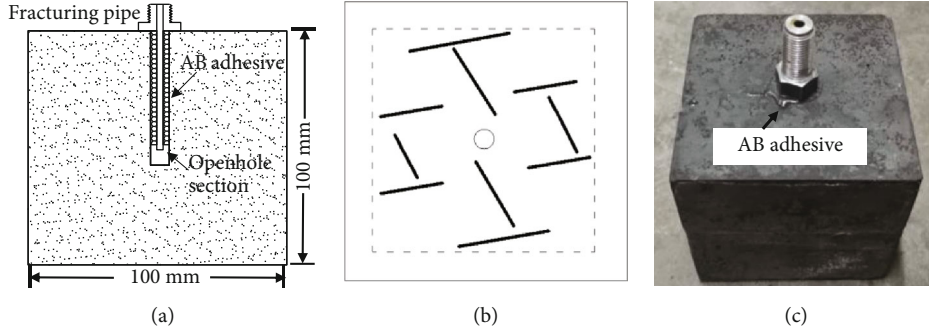 Fracturing pipe
AB adhesive
Openhole
section
100 mm
100 mm
AB adhesive
(a)
(b)
(c)